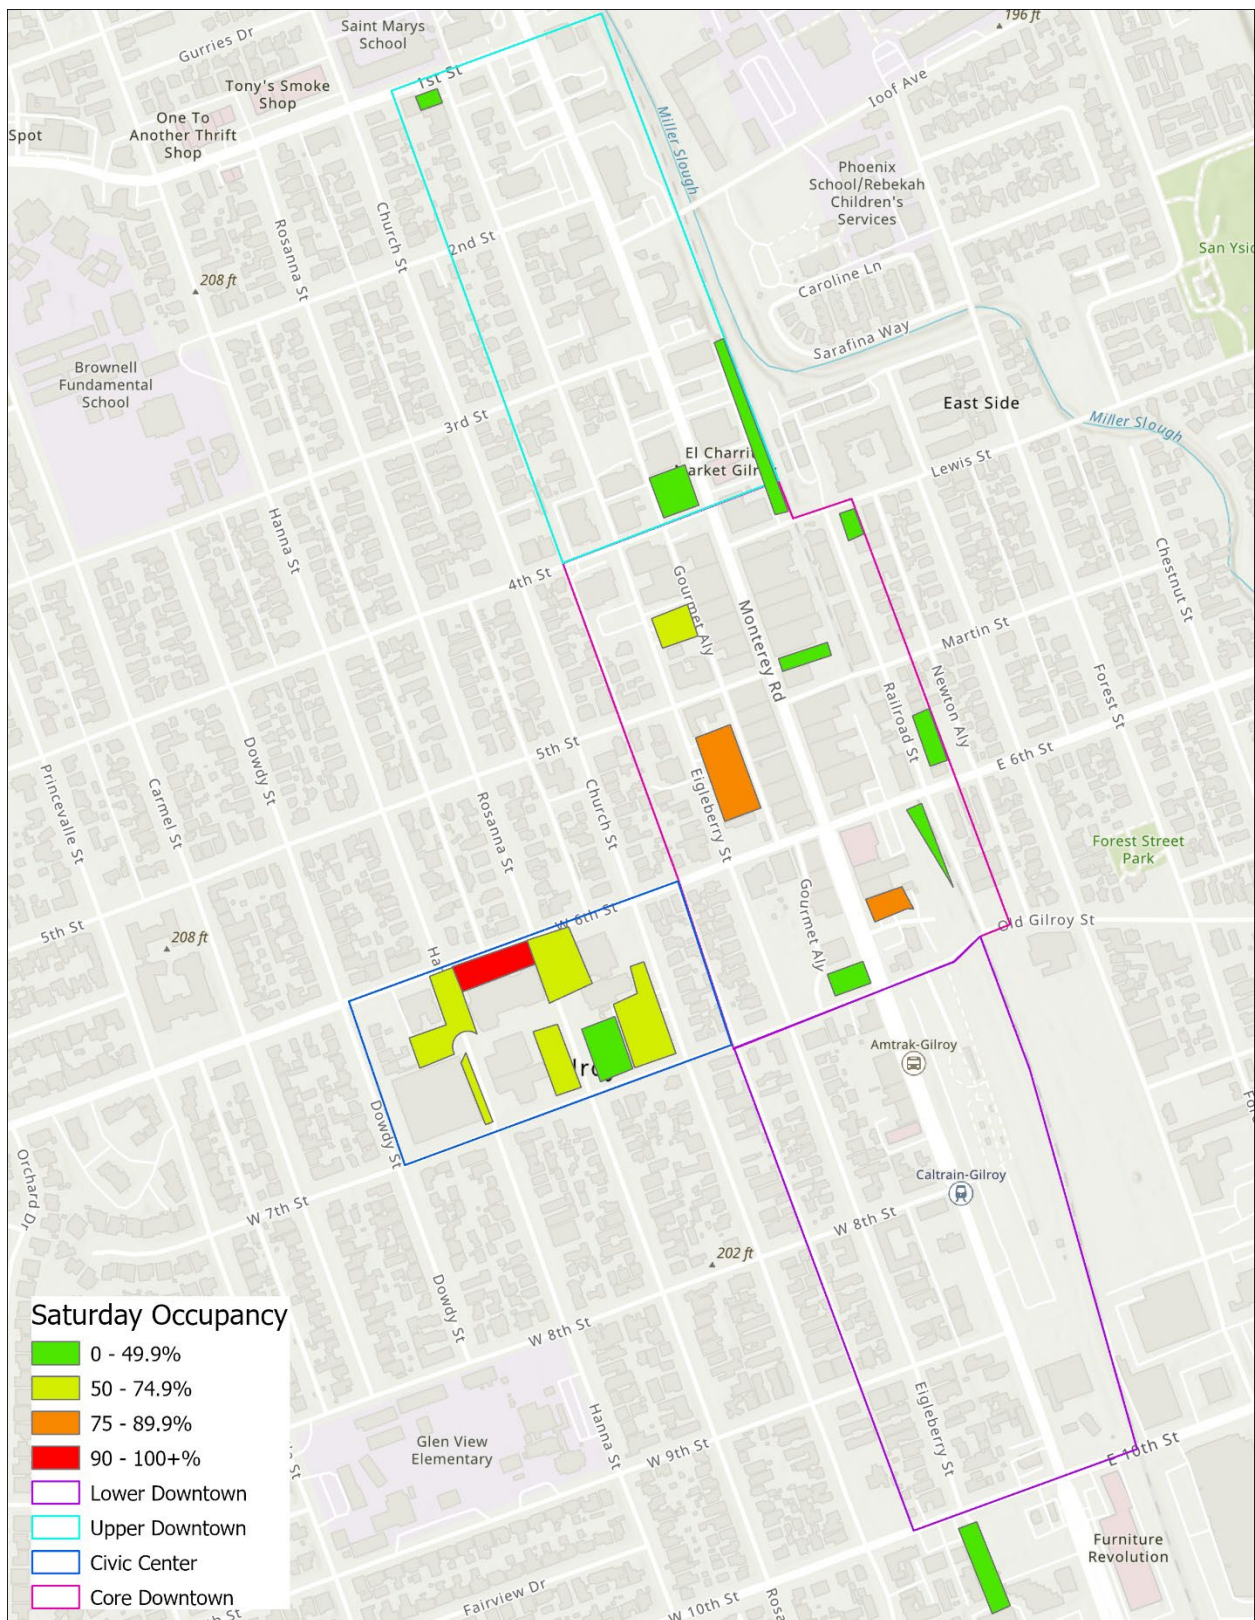 196 ft
Saint Marys
School
Gurries Dr
1st St
Tony's Smoke
Shop
Ioof Ave
One To
Another Thrift
Shop
Spot
Miller Slough
Phoenix
School/Rebekah
Children's
Services
Church St
Rosanna St
2nd St
San Ysid
Caroline Ln
208 ft
Sarafina Way
Brownell
Fundamental
School
East Side
3rd St
Miller Slough
El Charrit
Market Gilr
Lewis St
Hanna St
4th St
Chestnut St
Gourmet Aly
Monterey Rd
Martin St
Newton Aly
Forest St
Railroad St
5th St
Dowdy St
E 6th St
Princevalle St
Carmel St
Rosanna St
Church St
Eigleberry St
Forest Street
Park
Gourmet Aly
W 6th St
Old Gilroy St
5th St
208 ft
Ha
Amtrak-Gilroy
ilroy
Dowdy St
Orchard Dr
Caltrain-Gilroy
W 7th St
W 8th St
202 ft
Dowdy St
W 8th St
Saturday Occupancy
0 - 49.9%
50 - 74.9%
75 - 89.9%
90 - 100+%
Lower Downtown
Upper Downtown
Civic Center
Core Downtown
Eigleberry St
Hanna St
Glen View
Elementary
W 9th St
E 10th St
Furniture
Revolution
Fairview Dr
W 10th St
Rosa